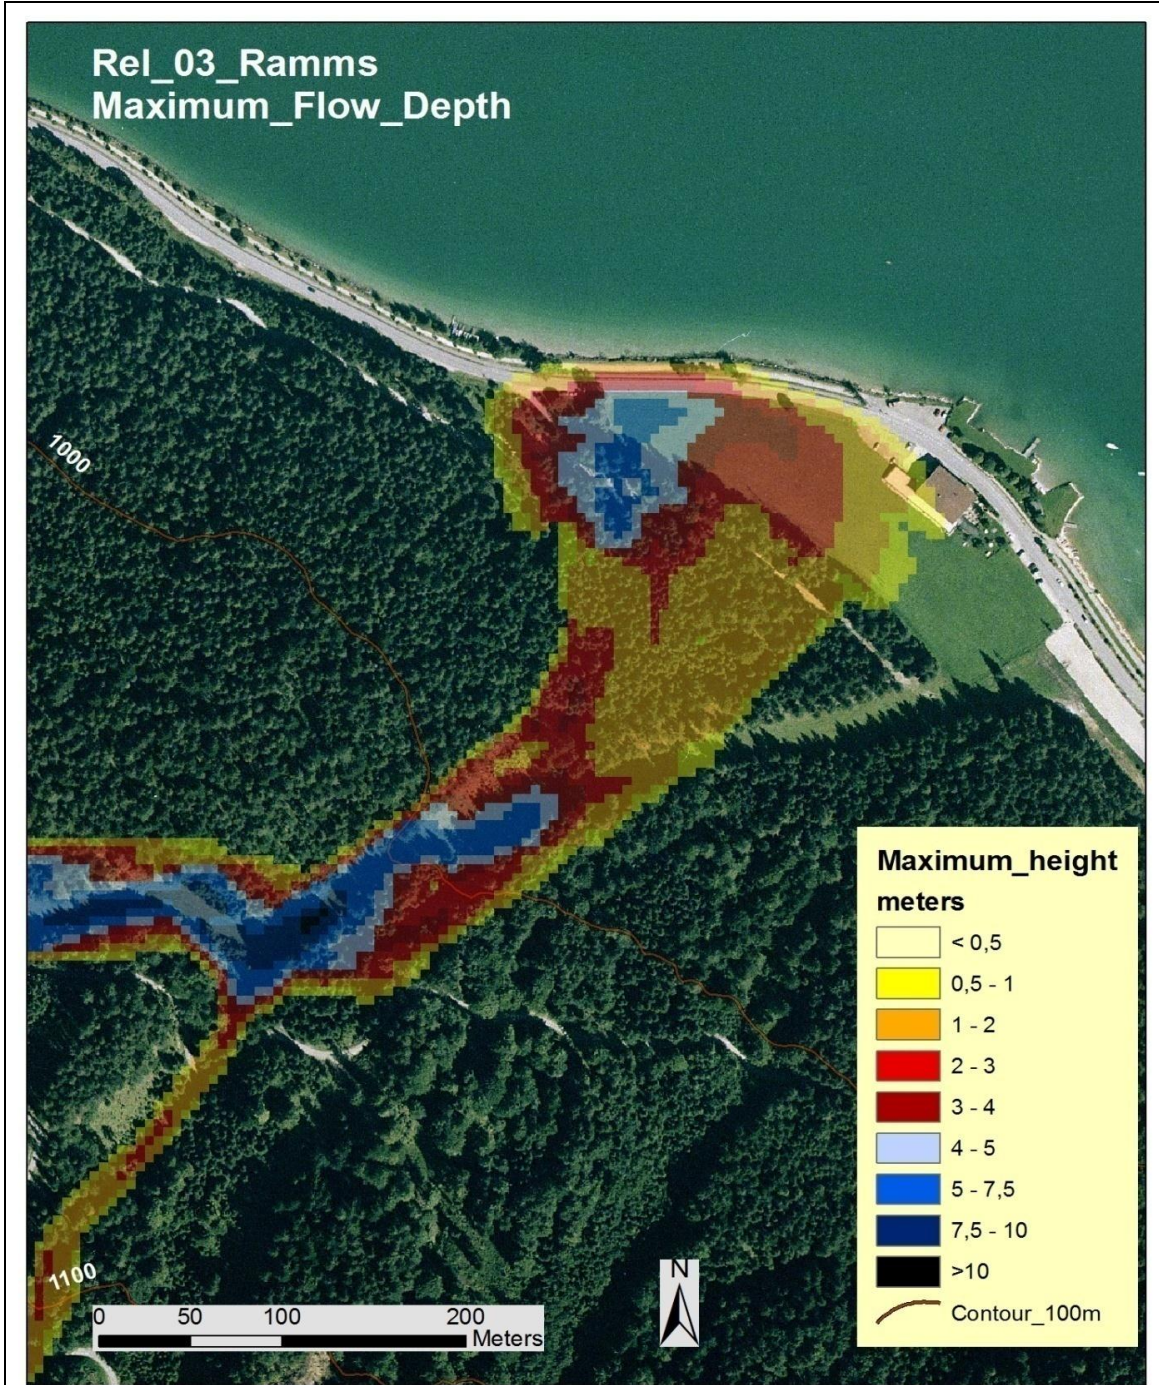 Rel_03_Ramms
Maximum_Flow_Depth
1000
1100
0 50 100 200
Meters
N
Maximum_height
meters
< 0,5
0,5 - 1
1 - 2
2 - 3
3 - 4
4 - 5
5 - 7,5
7,5 - 10
>10
Contour_100m